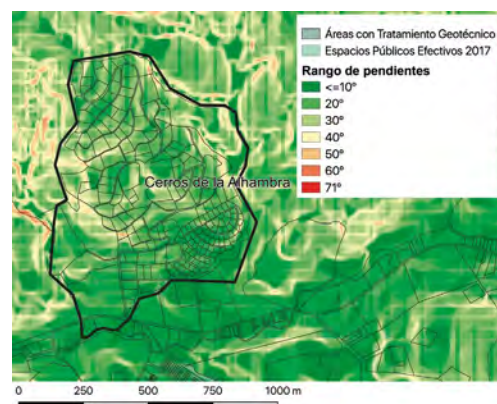 Áreas con Tratamiento Geotécnico
Espacios Públicos Efectivos 2017
Rango de pendientes
<=10°
20°
30°
40°
50°
60°
71°
Cerros de la Alhambra
0 250 500 750 1000 m